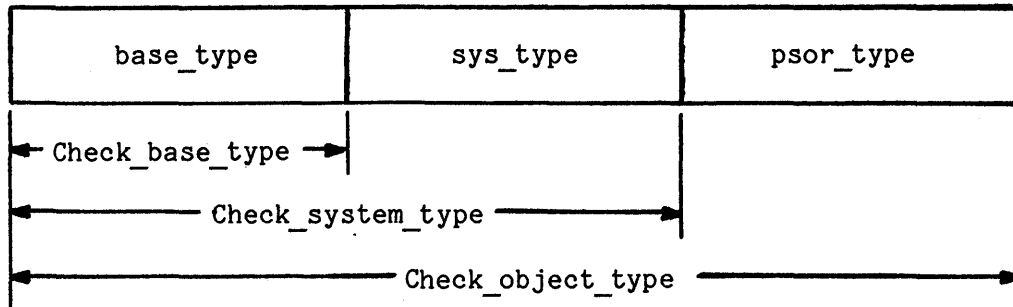 base_type sys_type psor_type
Check_base_type
Check_system_type
Check_object_type